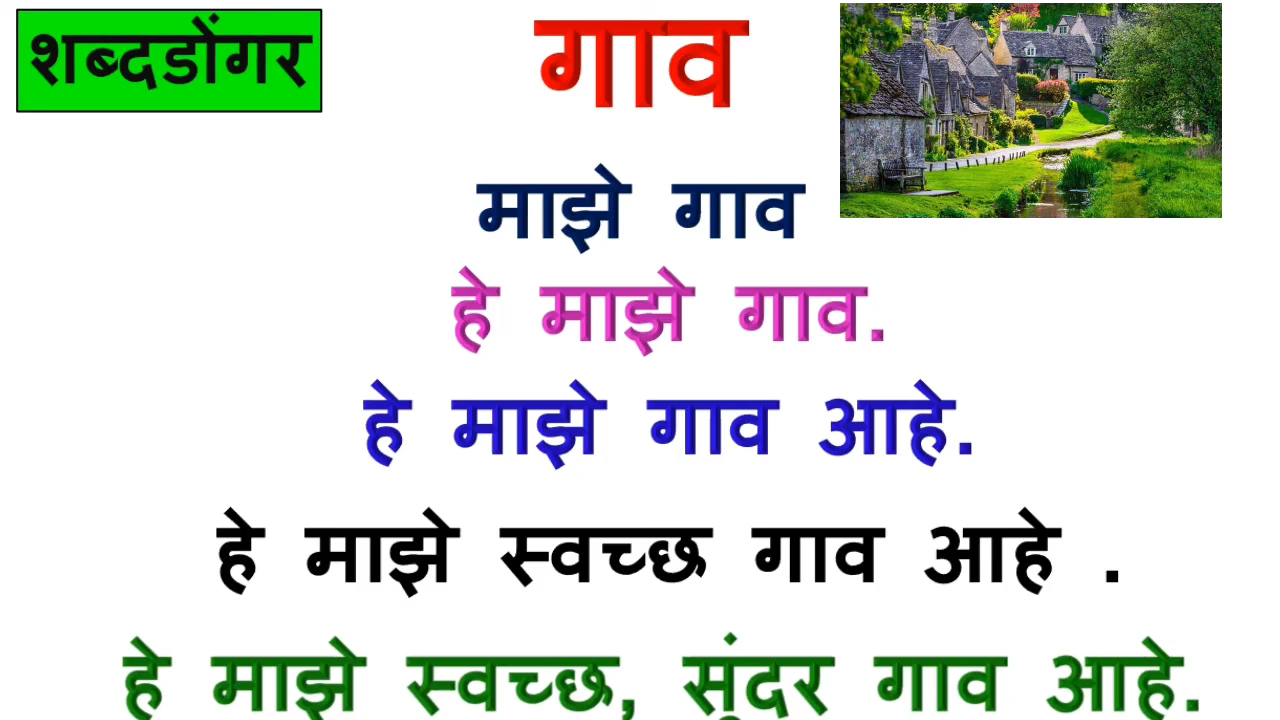 शब्दडोंगर
गाव
माझे गाव
हे माझे गाव.
हे माझे गाव आहे.
हे माझे स्वच्छ गाव आहे .
हे माझे स्वच्छ, सुंदर गाव आहे.